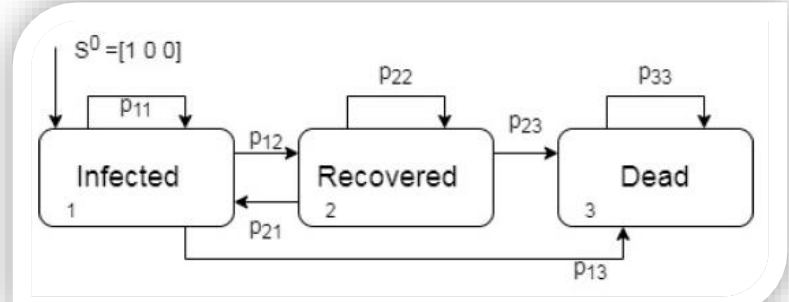 S⁰ =[1 0 0]
p₁₁
p₂₂
p₃₃
p₁₂
p₂₃
Infected
1
Recovered
2
Dead
3
p₂₁
p₁₃